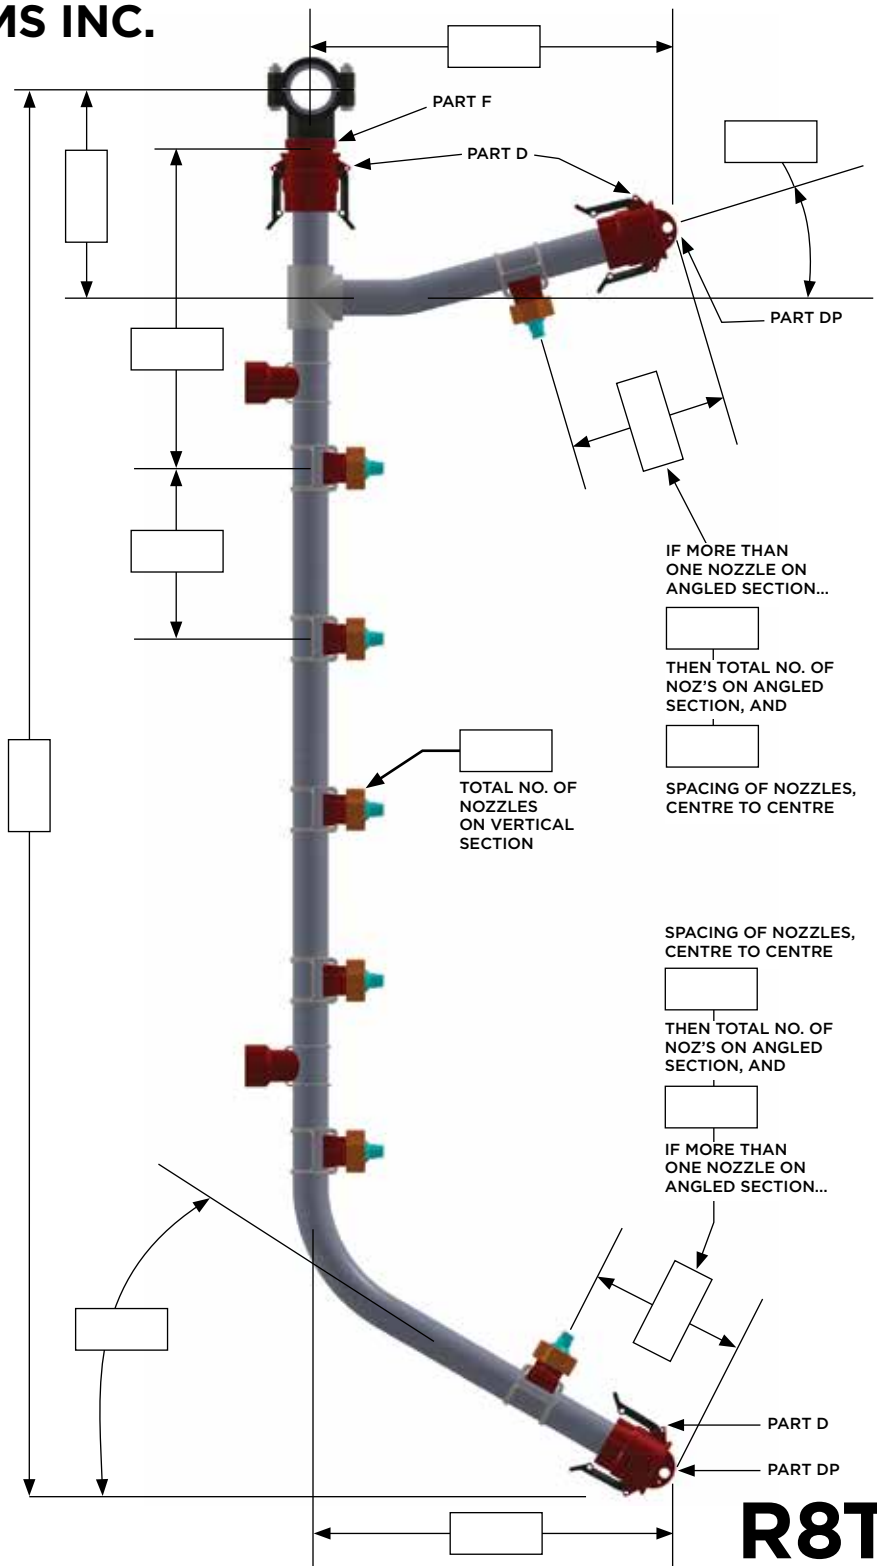 MS INC.
PART F
PART D
PART DP
IF MORE THAN
ONE NOZZLE ON
ANGLED SECTION...
THEN TOTAL NO. OF
NOZ'S ON ANGLED
SECTION, AND
SPACING OF NOZZLES,
CENTRE TO CENTRE
TOTAL NO. OF
NOZZLES
ON VERTICAL
SECTION
SPACING OF NOZZLES,
CENTRE TO CENTRE
THEN TOTAL NO. OF
NOZ'S ON ANGLED
SECTION, AND
IF MORE THAN
ONE NOZZLE ON
ANGLED SECTION...
PART D
PART DP
R8T